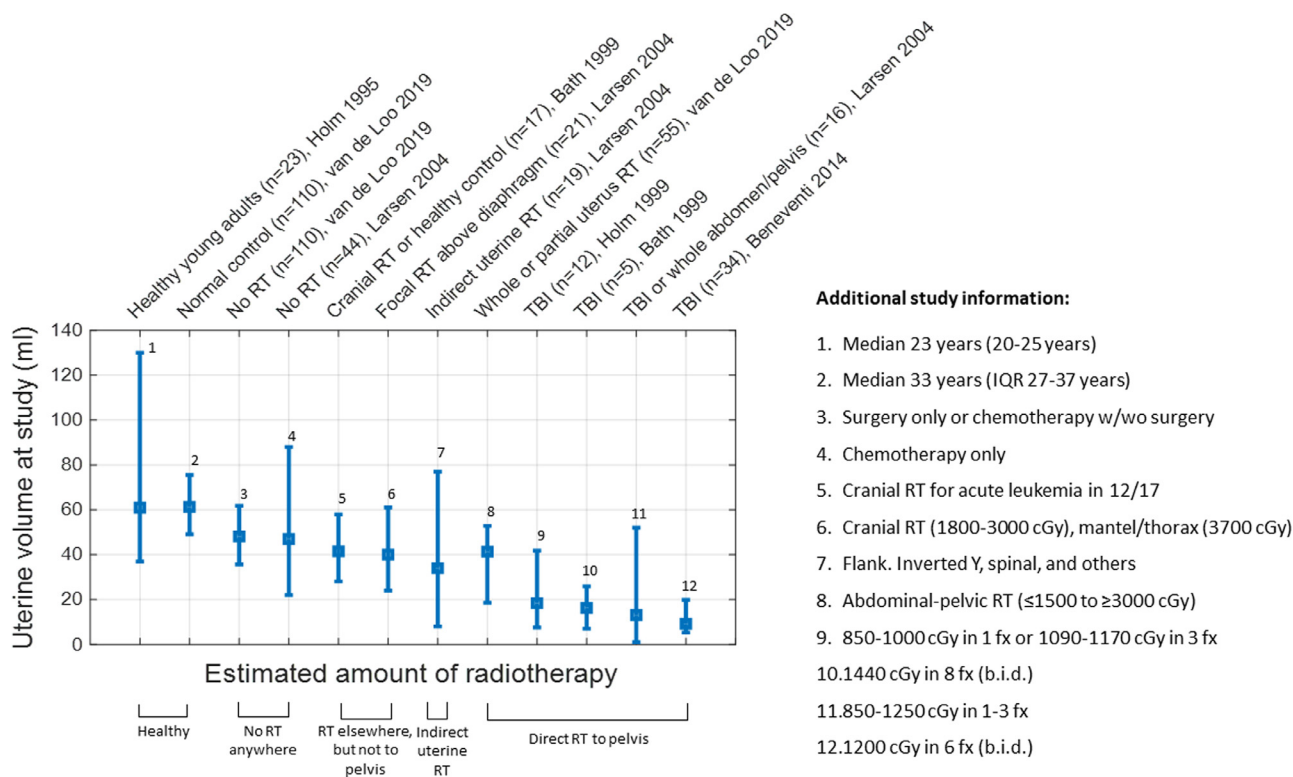 Healthy young adults (n=23), Holm 1995
Normal control (n=110), van de Loo 2019
No RT (n=110), van de Loo 2019
No RT (n=44), Larsen 2004
Cranial RT or healthy control (n=17), Bath 1999
Focal RT above diaphragm (n=21), Larsen 2004
Indirect uterine RT (n=19), Larsen 2004
Whole or partial uterus RT (n=55), van de Loo 2019
TBI (n=12), Holm 1999
TBI (n=5), Bath 1999
TBI or whole abdomen/pelvis (n=16), Larsen 2004
TBI (n=34), Beneventi 2014
Uterine volume at study (ml)
140
120
100
80
60
40
20
0
1
2
3
4
5
6
7
8
9
10
11
12
Estimated amount of radiotherapy
Healthy
No RT
anywhere
RT elsewhere,
but not to
pelvis
Indirect
uterine
RT
Direct RT to pelvis
Additional study information:
1. Median 23 years (20-25 years)
2. Median 33 years (IQR 27-37 years)
3. Surgery only or chemotherapy w/wo surgery
4. Chemotherapy only
5. Cranial RT for acute leukemia in 12/17
6. Cranial RT (1800-3000 cGy), mantel/thorax (3700 cGy)
7. Flank. Inverted Y, spinal, and others
8. Abdominal-pelvic RT (≤1500 to ≥3000 cGy)
9. 850-1000 cGy in 1 fx or 1090-1170 cGy in 3 fx
10.1440 cGy in 8 fx (b.i.d.)
11.850-1250 cGy in 1-3 fx
12.1200 cGy in 6 fx (b.i.d.)